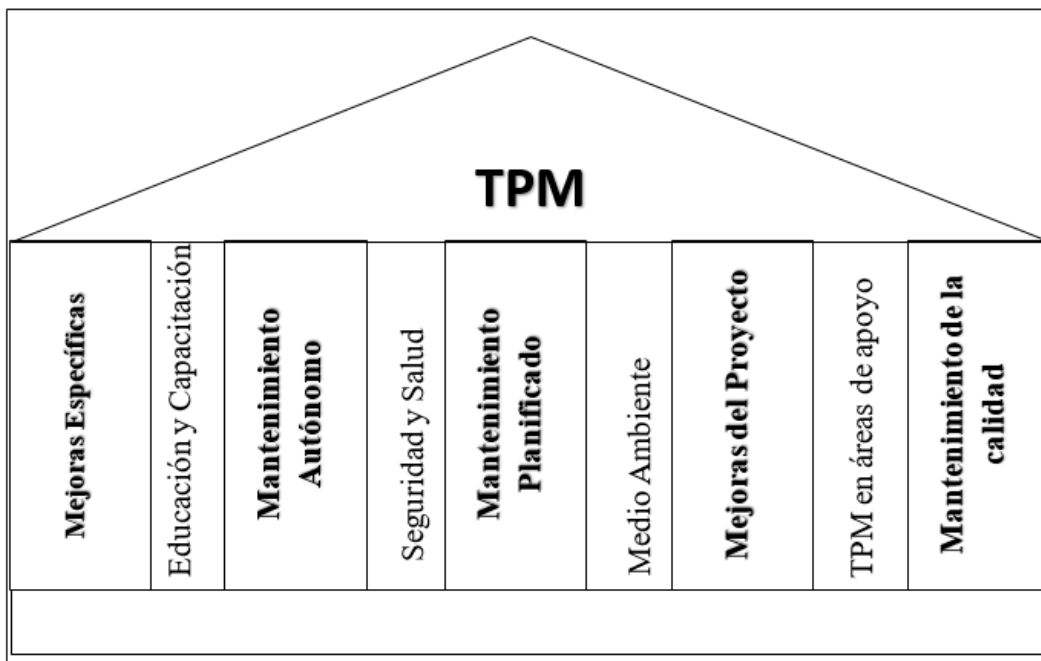 TPM
Mejoras Específicas
Educación y Capacitación
Mantenimiento
Autónomo
Seguridad y Salud
Mantenimiento
Planificado
Medio Ambiente
Mejoras del Proyecto
TPM en áreas de apoyo
Mantenimiento de la
calidad